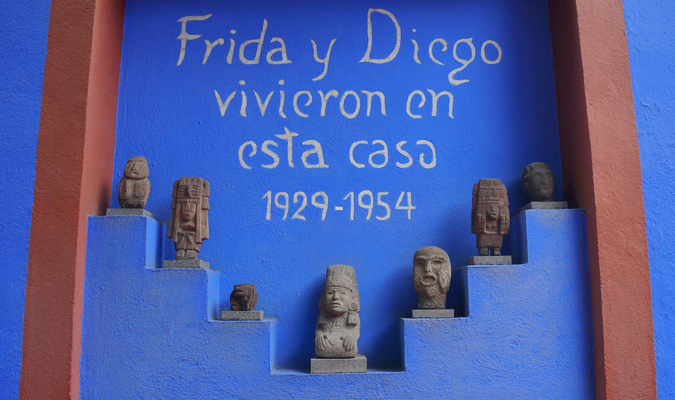 Frida y Diego
vivieron en
esta casa
1929-1954